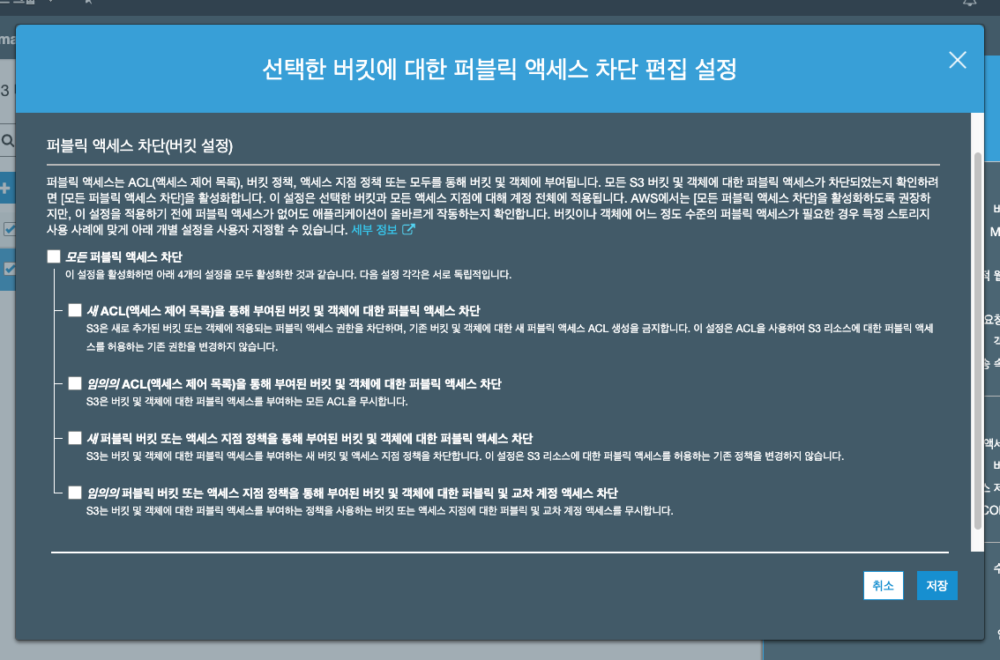 선택한 버킷에 대한 퍼블릭 액세스 차단 편집 설정
퍼블릭 액세스 차단(버킷 설정)
퍼블릭 액세스는 ACL(액세스 제어 목록), 버킷 정책, 액세스 지점 정책 또는 모두를 통해 버킷 및 객체에 부여됩니다. 모든 S3 버킷 및 객체에 대한 퍼블릭 액세스가 차단되었는지 확인하려
면 [모든 퍼블릭 액세스 차단]을 활성화합니다. 이 설정은 선택한 버킷과 모든 액세스 지점에 대해 계정 전체에 적용됩니다. AWS에서는 [모든 퍼블릭 액세스 차단]을 활성화하도록 권장하
지만, 이 설정을 적용하기 전에 퍼블릭 액세스가 없어도 애플리케이션이 올바르게 작동하는지 확인합니다. 버킷이나 객체에 어느 정도 수준의 퍼블릭 액세스가 필요한 경우 특정 스토리지
사용 사례에 맞게 아래 개별 설정을 사용자 지정할 수 있습니다. 세부 정보
모든 퍼블릭 액세스 차단
이 설정을 활성화하면 아래 4개의 설정을 모두 활성화한 것과 같습니다. 다음 설정 각각은 서로 독립적입니다.
새 ACL(액세스 제어 목록)을 통해 부여된 버킷 및 객체에 대한 퍼블릭 액세스 차단
S3은 새로 추가된 버킷 또는 객체에 적용되는 퍼블릭 액세스 권한을 차단하며, 기존 버킷 및 객체에 대한 새 퍼블릭 액세스 ACL 생성을 금지합니다. 이 설정은 ACL을 사용하여 S3 리소스에 대한 퍼블릭 액세
스를 허용하는 기존 권한을 변경하지 않습니다.
임의의 ACL(액세스 제어 목록)을 통해 부여된 버킷 및 객체에 대한 퍼블릭 액세스 차단
S3은 버킷 및 객체에 대한 퍼블릭 액세스를 부여하는 모든 ACL을 무시합니다.
새 퍼블릭 버킷 또는 액세스 지점 정책을 통해 부여된 버킷 및 객체에 대한 퍼블릭 액세스 차단
S3는 버킷 및 객체에 대한 퍼블릭 액세스를 부여하는 새 버킷 및 액세스 지점 정책을 차단합니다. 이 설정은 S3 리소스에 대한 퍼블릭 액세스를 허용하는 기존 정책을 변경하지 않습니다.
임의의 퍼블릭 버킷 또는 액세스 지점 정책을 통해 부여된 버킷 및 객체에 대한 퍼블릭 및 교차 계정 액세스 차단
S3는 버킷 및 객체에 대한 퍼블릭 액세스를 부여하는 정책을 사용하는 버킷 또는 액세스 지점에 대한 퍼블릭 및 교차 계정 액세스를 무시합니다.
취소
저장